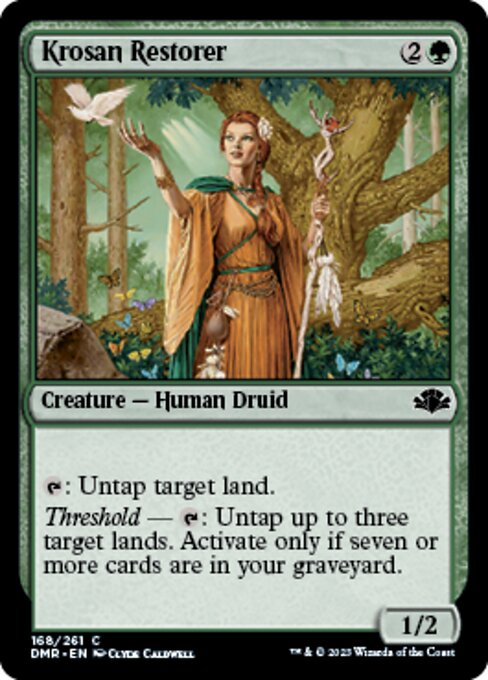 Krosan Restorer 2
Creature — Human Druid
: Untap target land.
Threshold — : Untap up to three
target lands. Activate only if seven or
more cards are in your graveyard.
1/2
168/261 C
DMR • EN Clyde Caldwell
™ & © 2023 Wizards of the Coast